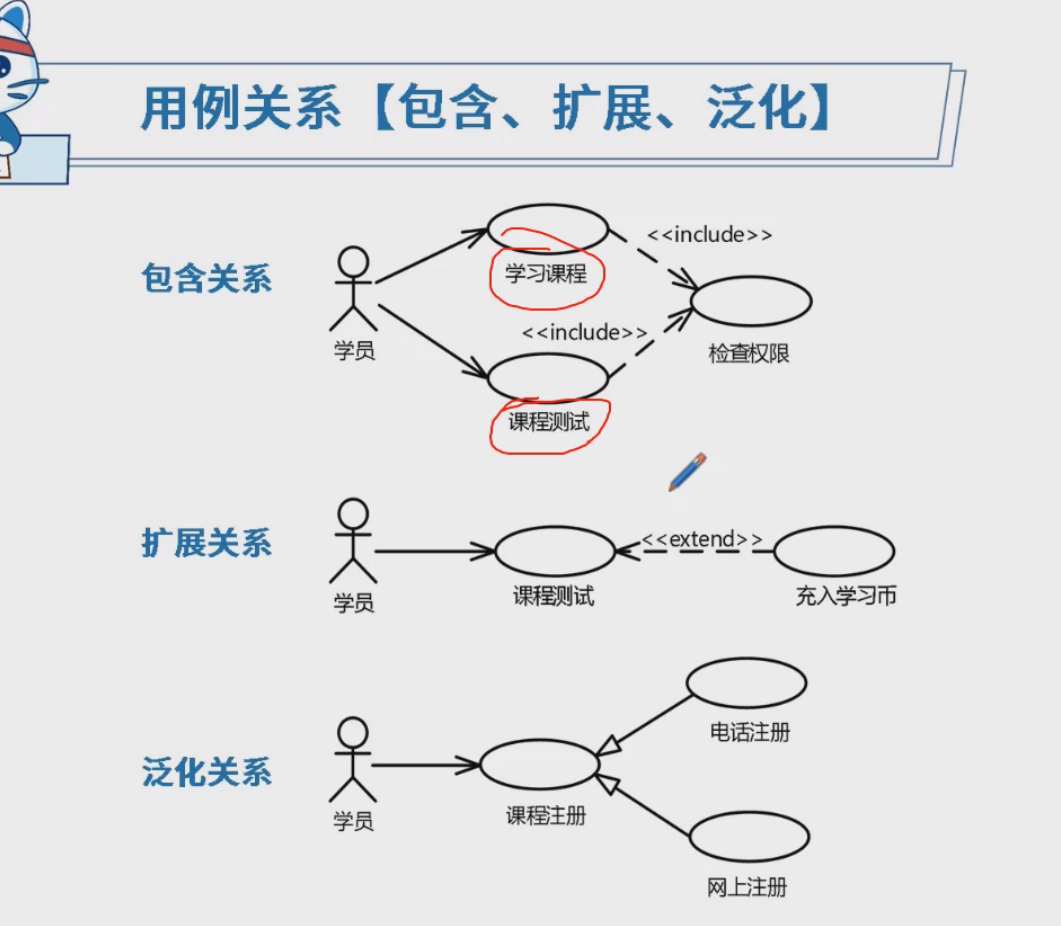 用例关系【包含、扩展、泛化】
包含关系
学员
学习课程
<<include>>
<<include>>
检查权限
课程测试
扩展关系
学员
课程测试
<<extend>>
充入学习币
泛化关系
学员
课程注册
电话注册
网上注册